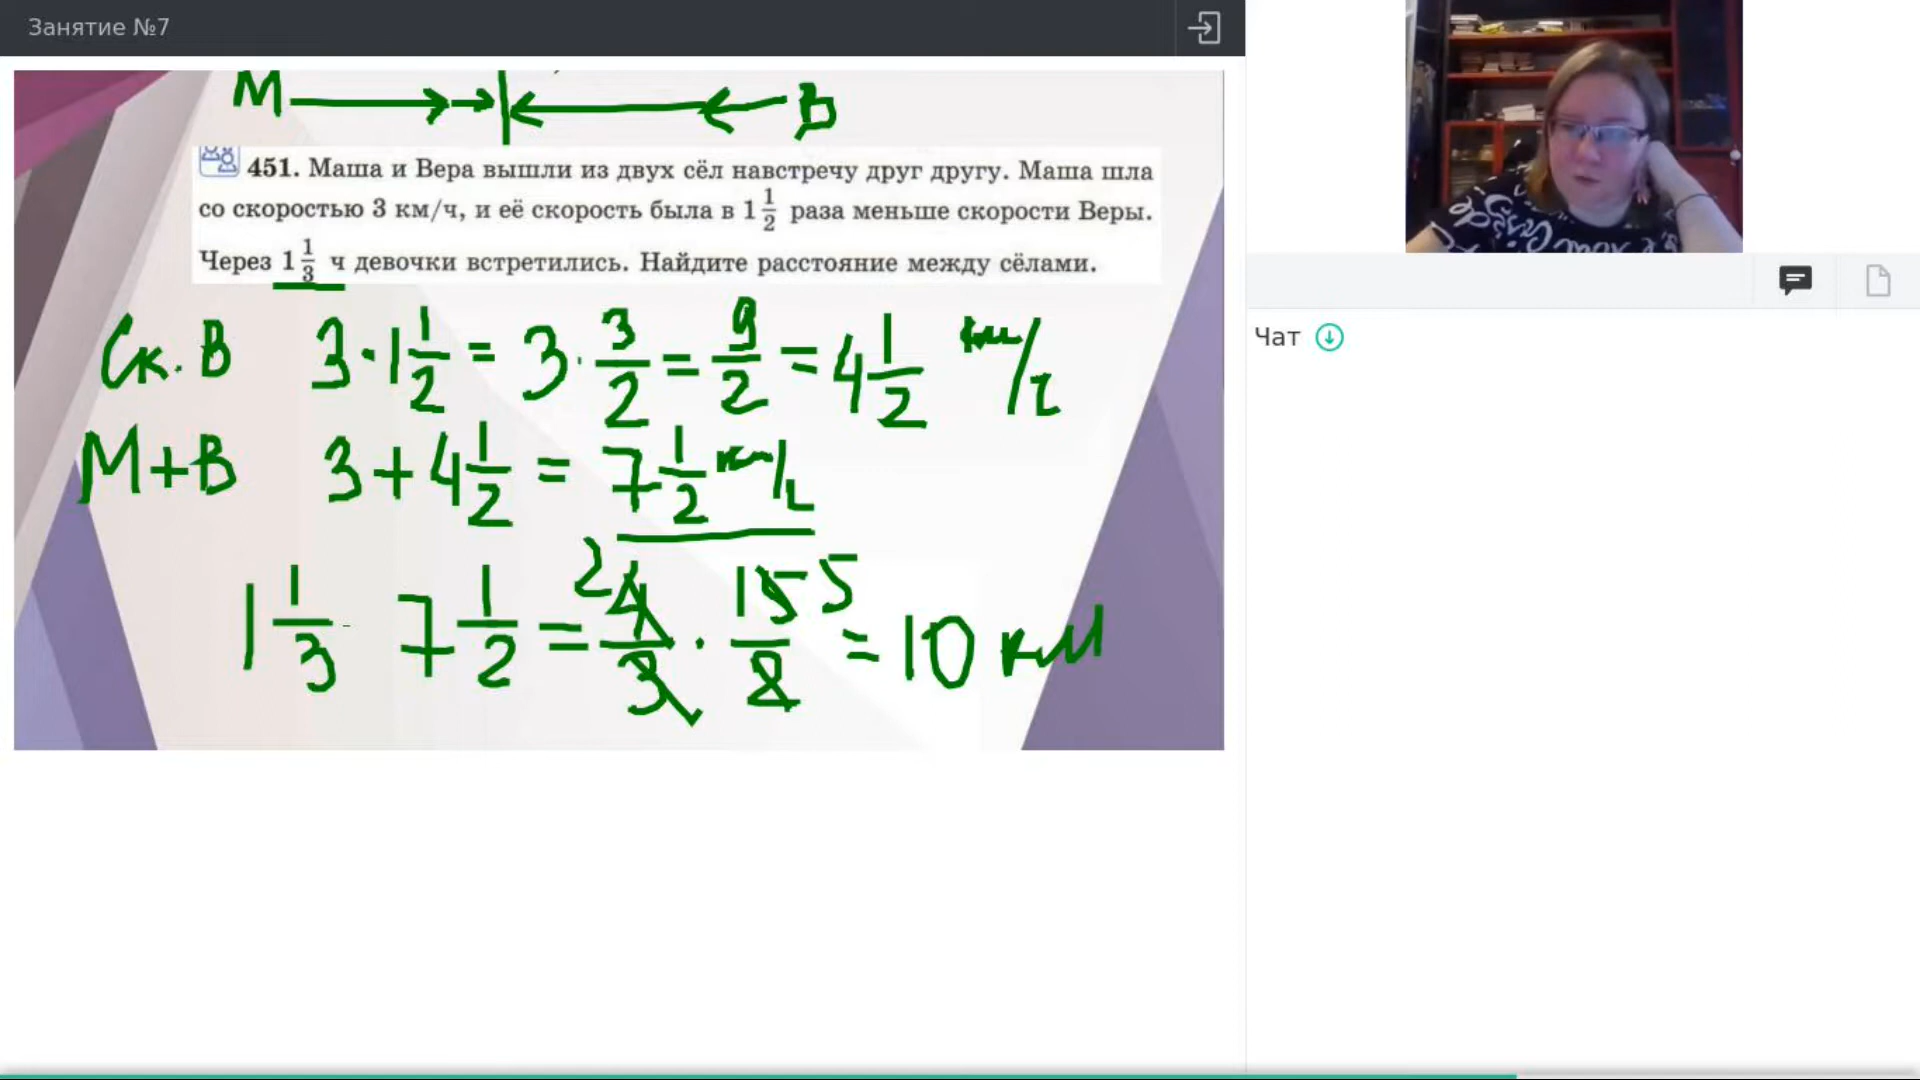 Занятие №7
М В
451. Маша и Вера вышли из двух сёл навстречу друг другу. Маша шла
со скоростью 3 км/ч, и её скорость была в 1 1/2 раза меньше скорости Веры.
Через 1 1/3 ч девочки встретились. Найдите расстояние между сёлами.
Ск. В 3 · 1 1/2 = 3 · 3/2 = 9/2 = 4 1/2 км/ч
М+В 3 + 4 1/2 = 7 1/2 км/ч
1 1/3 7 1/2 = 2 4/3 · 15/2 5 = 10 км
Чат